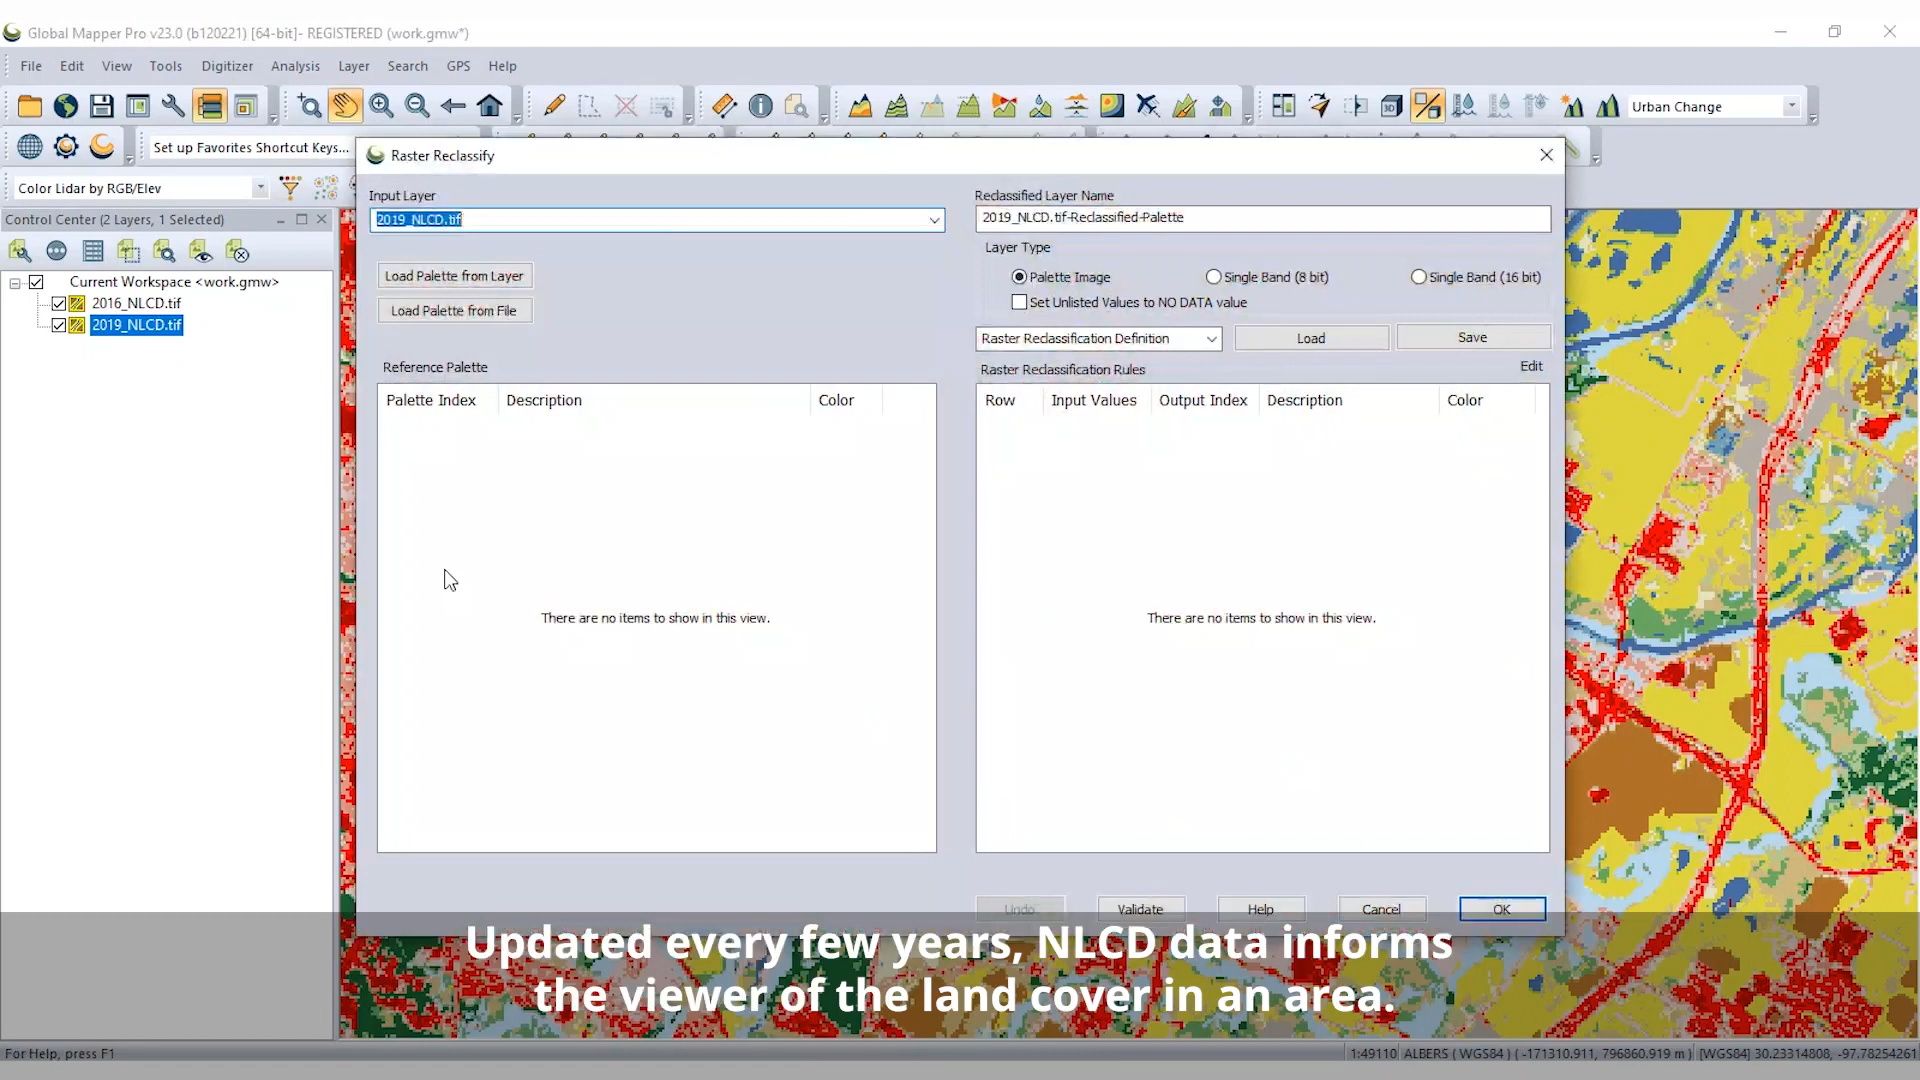 Global Mapper Pro v23.0 (b120221) [64-bit]- REGISTERED (work.gmw*)
File Edit View Tools Digitizer Analysis Layer Search GPS Help
Urban Change
Set up Favorites Shortcut Keys...
Color Lidar by RGB/Elev
Control Center (2 Layers, 1 Selected)
Current Workspace <work.gmw>
2016_NLCD.tif
2019_NLCD.tif
Raster Reclassify
Input Layer
2019_NLCD.tif
Load Palette from Layer
Load Palette from File
Reference Palette
Palette Index Description Color
There are no items to show in this view.
Reclassified Layer Name
2019_NLCD.tif-Reclassified-Palette
Layer Type
Palette Image Single Band (8 bit) Single Band (16 bit)
Set Unlisted Values to NO DATA value
Raster Reclassification Definition Load Save
Raster Reclassification Rules Edit
Row Input Values Output Index Description Color
There are no items to show in this view.
Undo Validate Help Cancel OK
Updated every few years, NLCD data informs
the viewer of the land cover in an area.
For Help, press F1
1:49110 ALBERS ( WGS84 ) ( -171310.911, 796860.919 m ) [WGS84] 30.23314808, -97.78254261